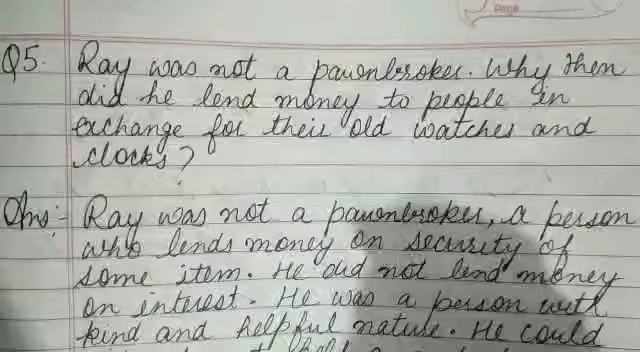 Page
Q5. Ray was not a pawnbroker. Why then
did he lend money to people in
exchange for their old watches and
clocks?
Ans:- Ray was not a pawnbroker, a person
who lends money on security of
some item. He did not lend money
on interest. He was a person with
kind and helpful nature. He could